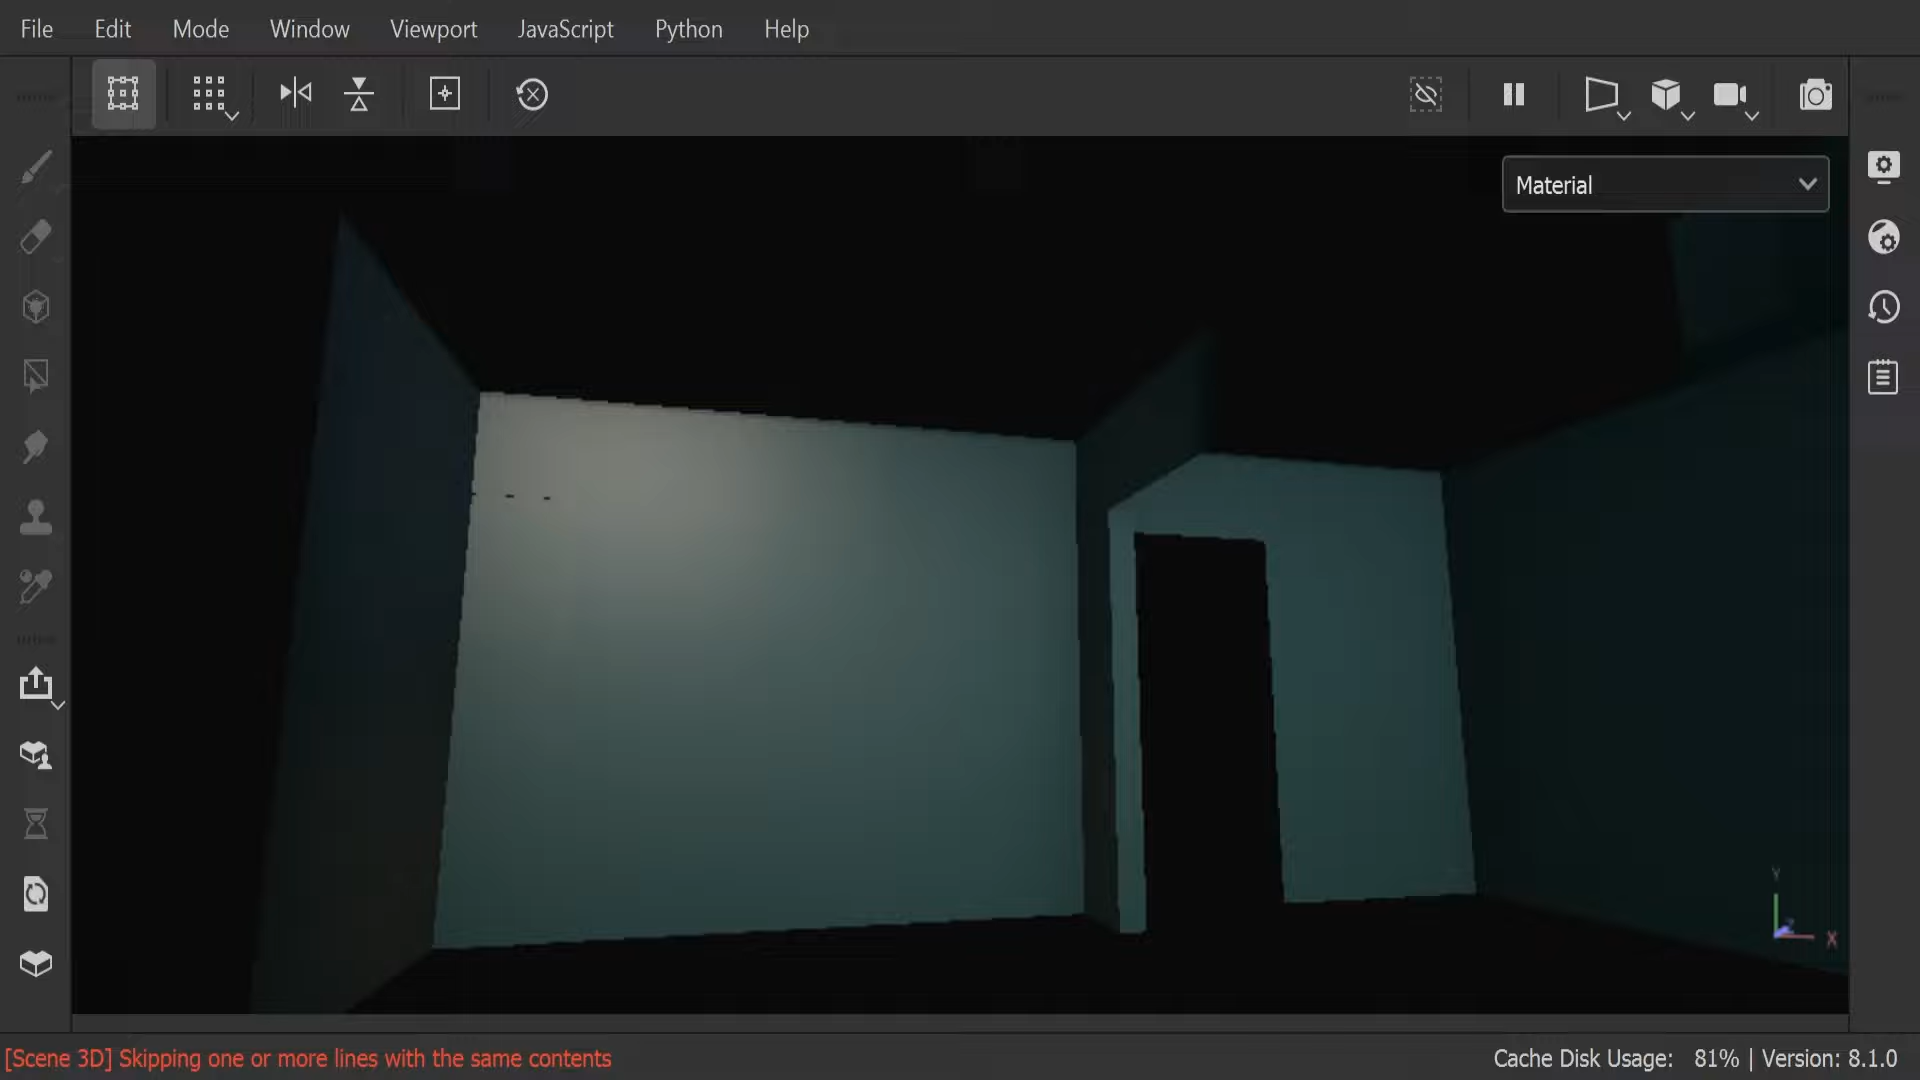 File Edit Mode Window Viewport JavaScript Python Help
Material
Y
Z
X
[Scene 3D] Skipping one or more lines with the same contents
Cache Disk Usage: 81% | Version: 8.1.0